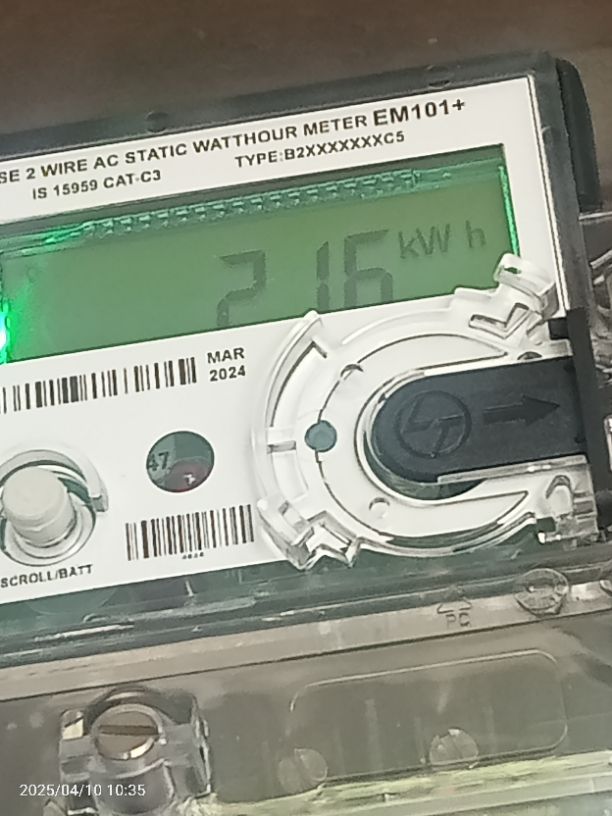 SE 2 WIRE AC STATIC WATTHOUR METER EM101+
IS 15959 CAT-C3
TYPE:B2XXXXXXXC5
216 kWh
MAR
2024
LT
47
SCROLL/BATT
PC
2025/04/10 10:35